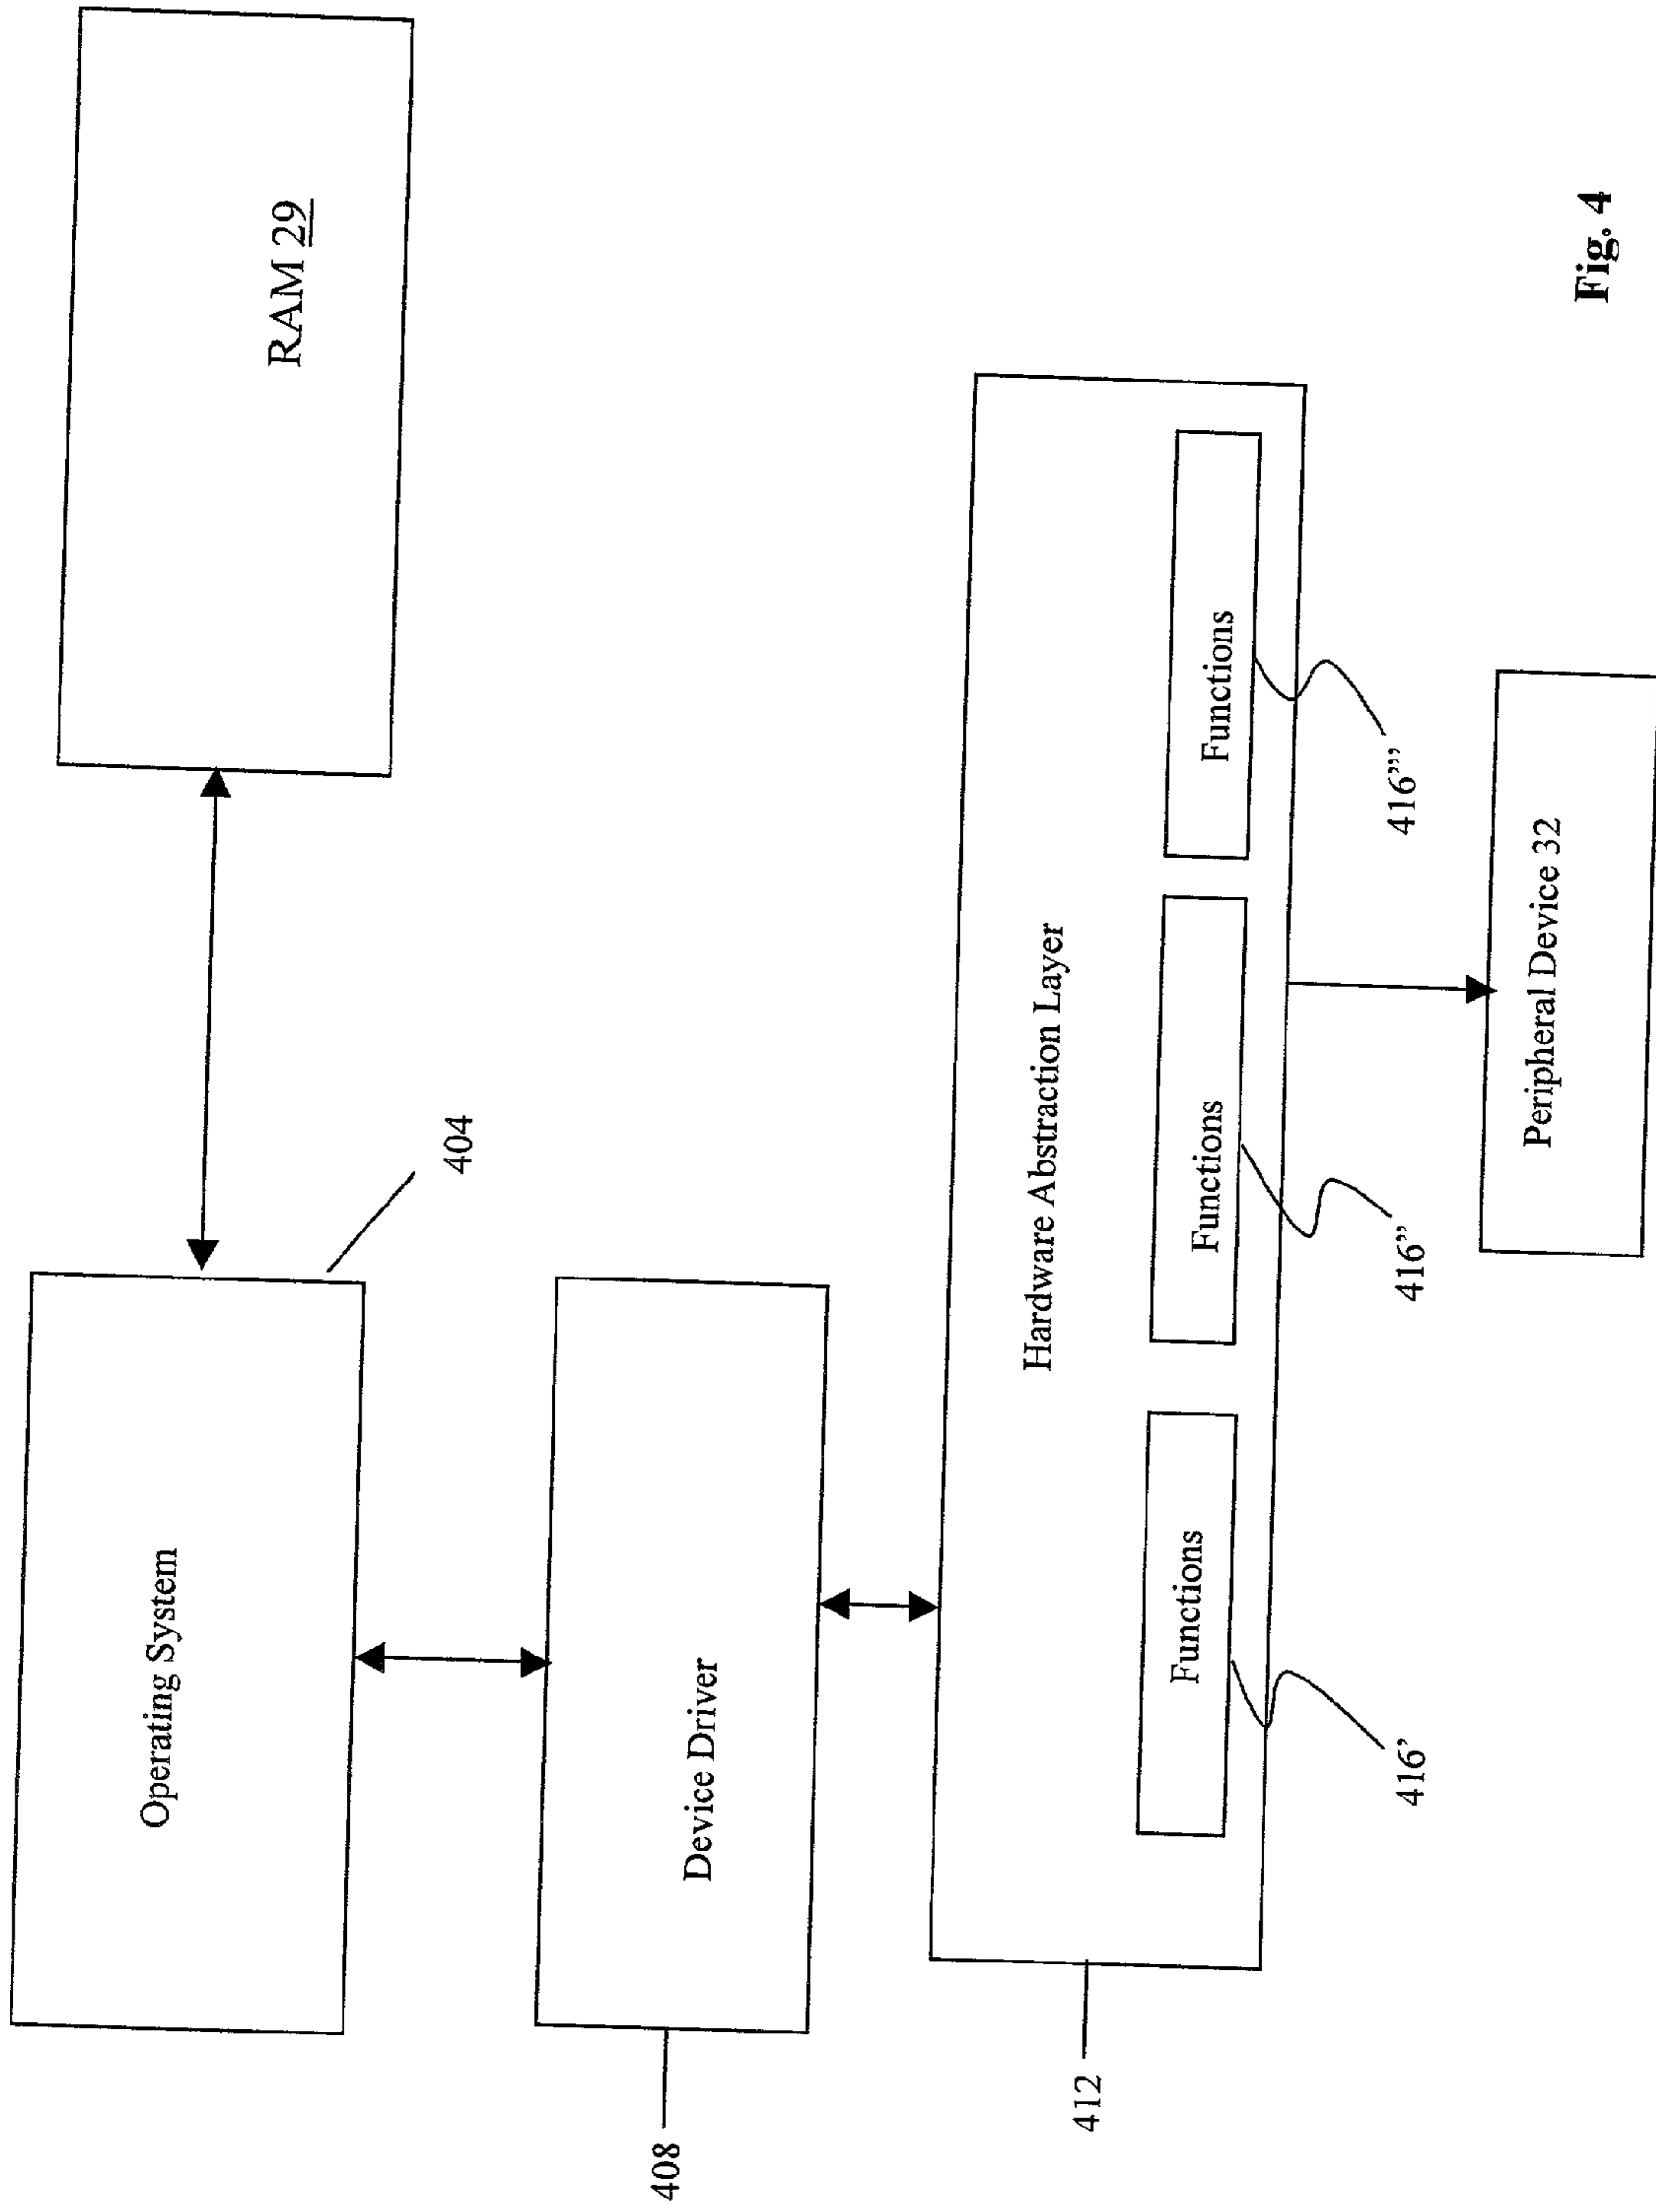 Operating System
RAM 29
404
Device Driver
408
Hardware Abstraction Layer
412
Functions
Functions
Functions
416’
416”
416”’
Peripheral Device 32
Fig. 4